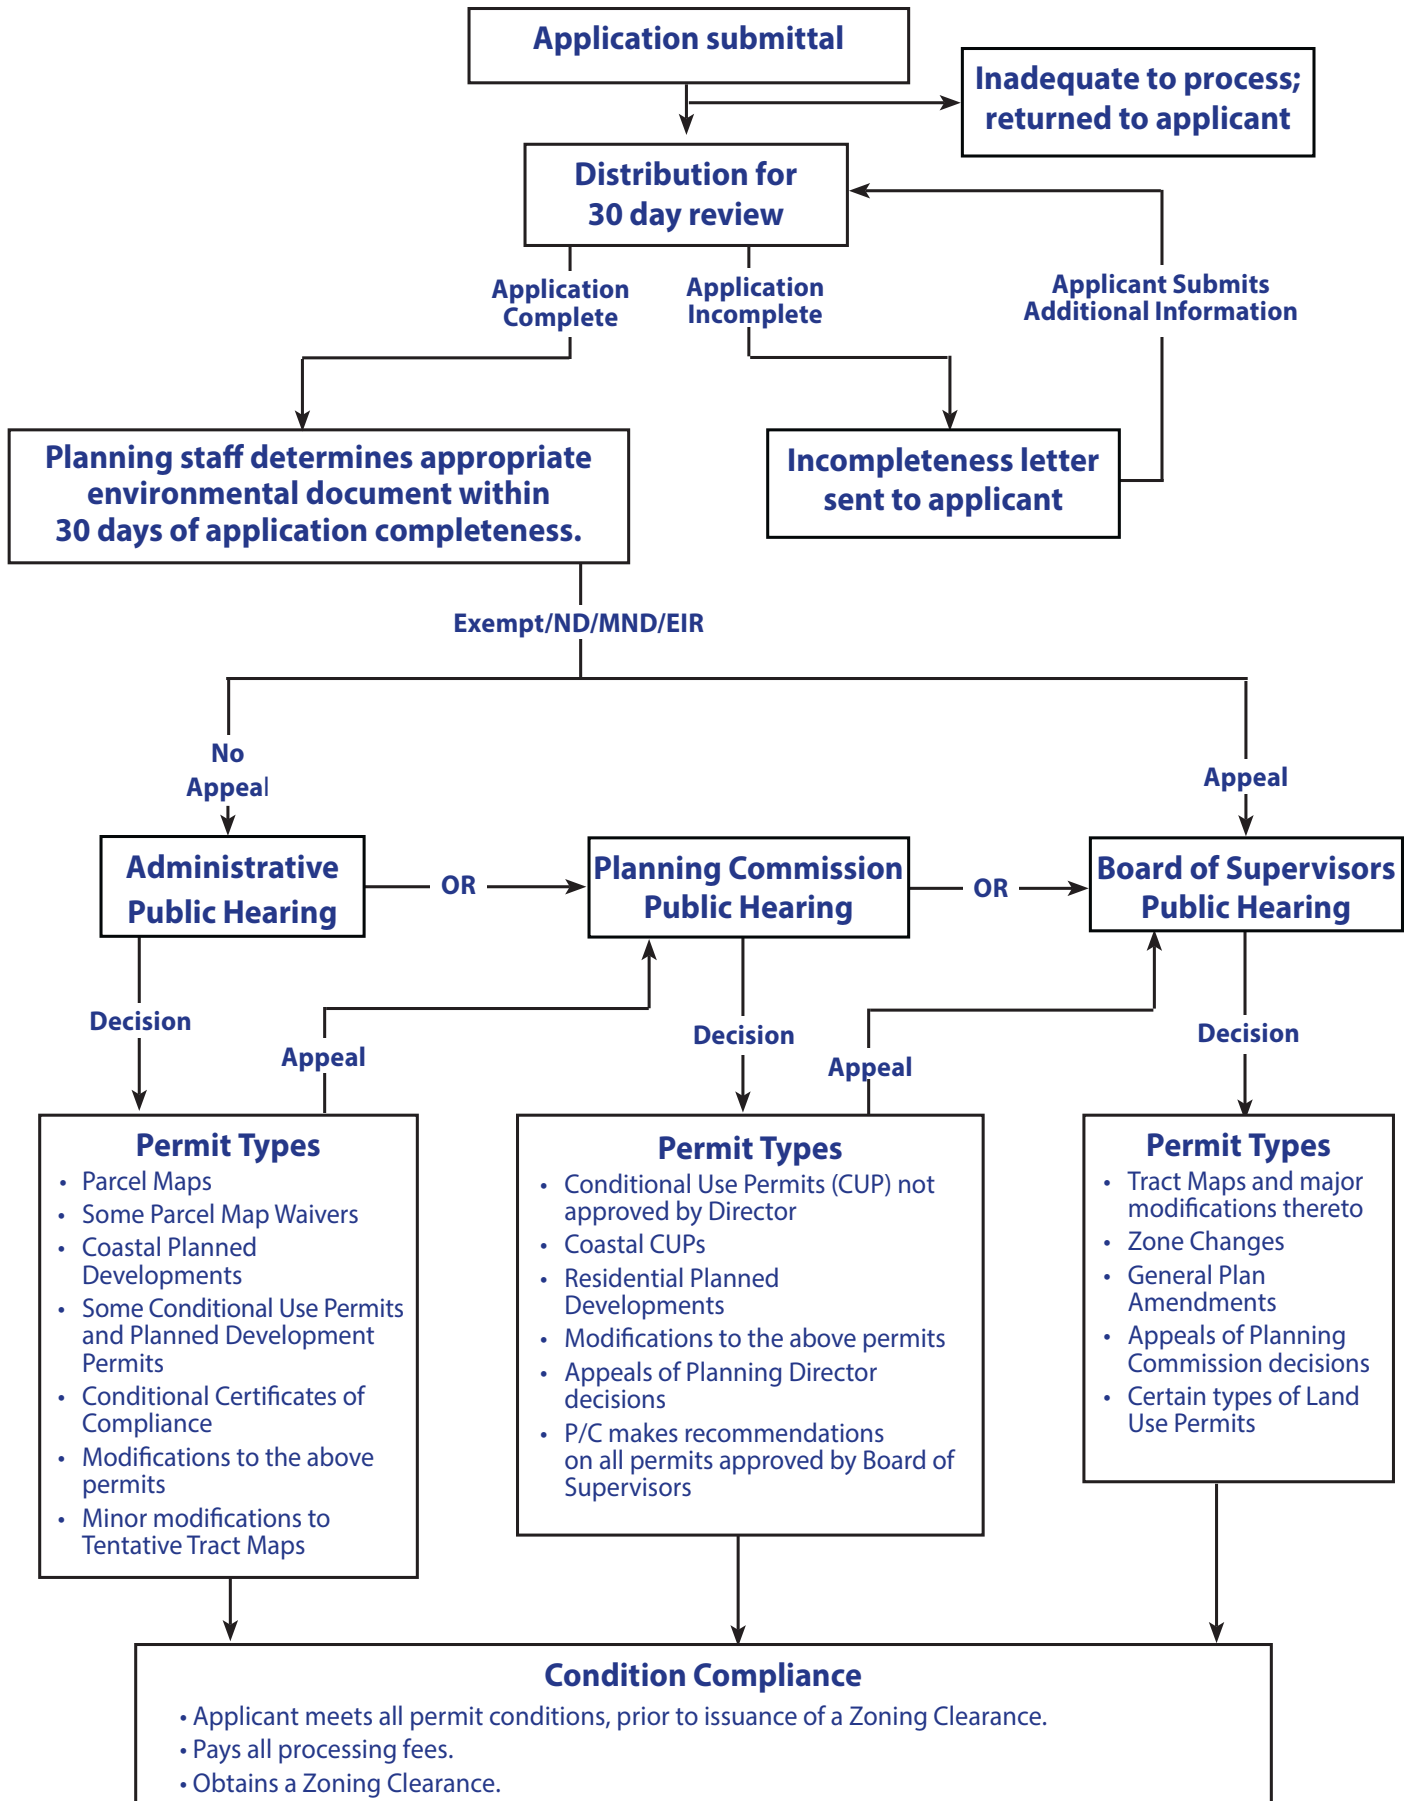 Application submittal
Inadequate to process;
returned to applicant
Distribution for
30 day review
Application
Complete
Application
Incomplete
Applicant Submits
Additional Information
Planning staff determines appropriate
environmental document within
30 days of application completeness.
Incompleteness letter
sent to applicant
Exempt/ND/MND/EIR
No
Appeal
Appeal
Administrative
Public Hearing
OR
Planning Commission
Public Hearing
OR
Board of Supervisors
Public Hearing
Decision
Appeal
Decision
Appeal
Decision
Permit Types
• Parcel Maps
• Some Parcel Map Waivers
• Coastal Planned
Developments
• Some Conditional Use Permits
and Planned Development
Permits
• Conditional Certificates of
Compliance
• Modifications to the above
permits
• Minor modifications to
Tentative Tract Maps
Permit Types
• Conditional Use Permits (CUP) not
approved by Director
• Coastal CUPs
• Residential Planned
Developments
• Modifications to the above permits
• Appeals of Planning Director
decisions
• P/C makes recommendations
on all permits approved by Board of
Supervisors
Permit Types
• Tract Maps and major
modifications thereto
• Zone Changes
• General Plan
Amendments
• Appeals of Planning
Commission decisions
• Certain types of Land
Use Permits
Condition Compliance
• Applicant meets all permit conditions, prior to issuance of a Zoning Clearance.
• Pays all processing fees.
• Obtains a Zoning Clearance.